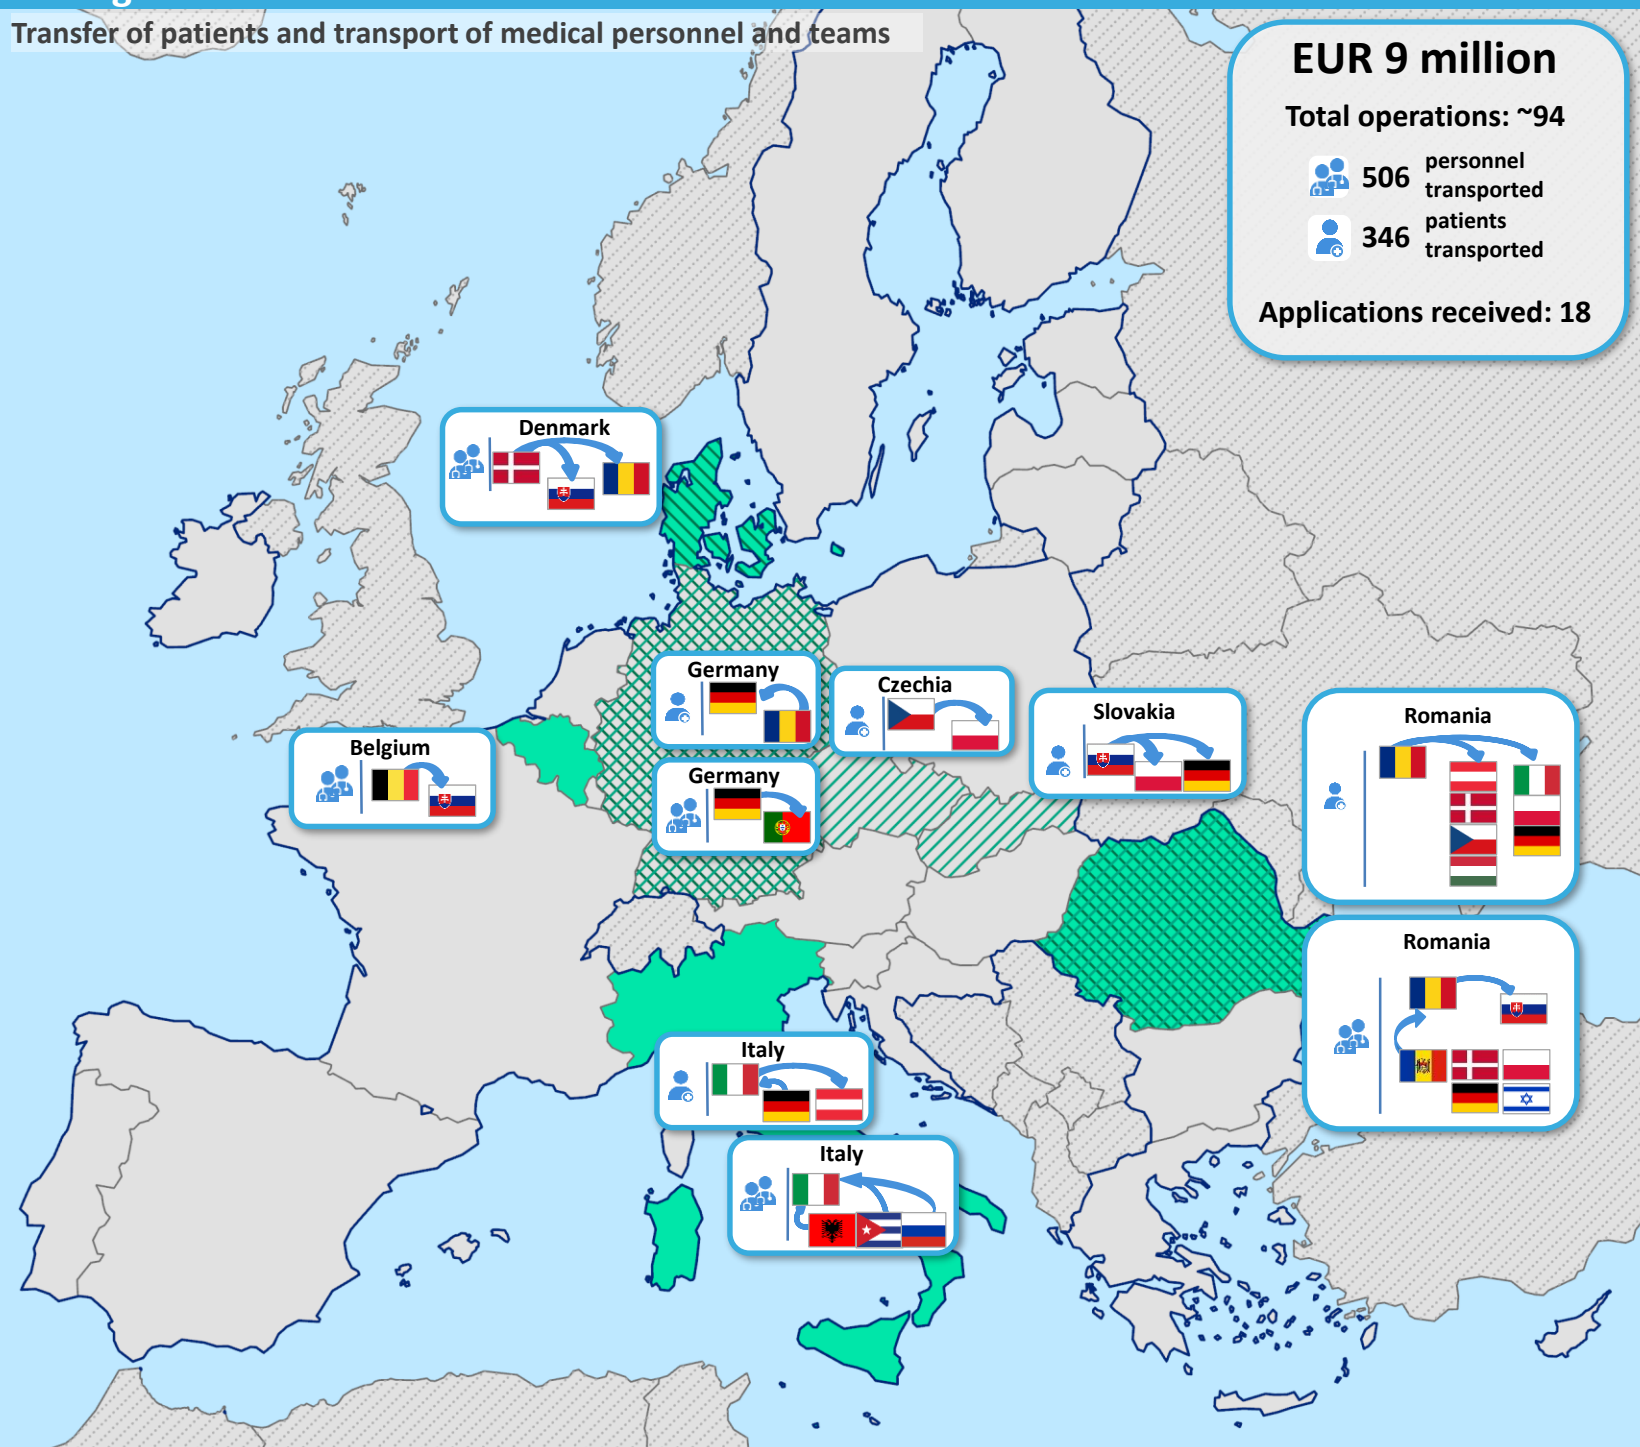 Transfer of patients and transport of medical personnel and teams
EUR 9 million
Total operations: ~94
506 personnel
transported
346 patients
transported
Applications received: 18
Denmark
Germany
Czechia
Slovakia
Romania
Belgium
Germany
Romania
Italy
Italy